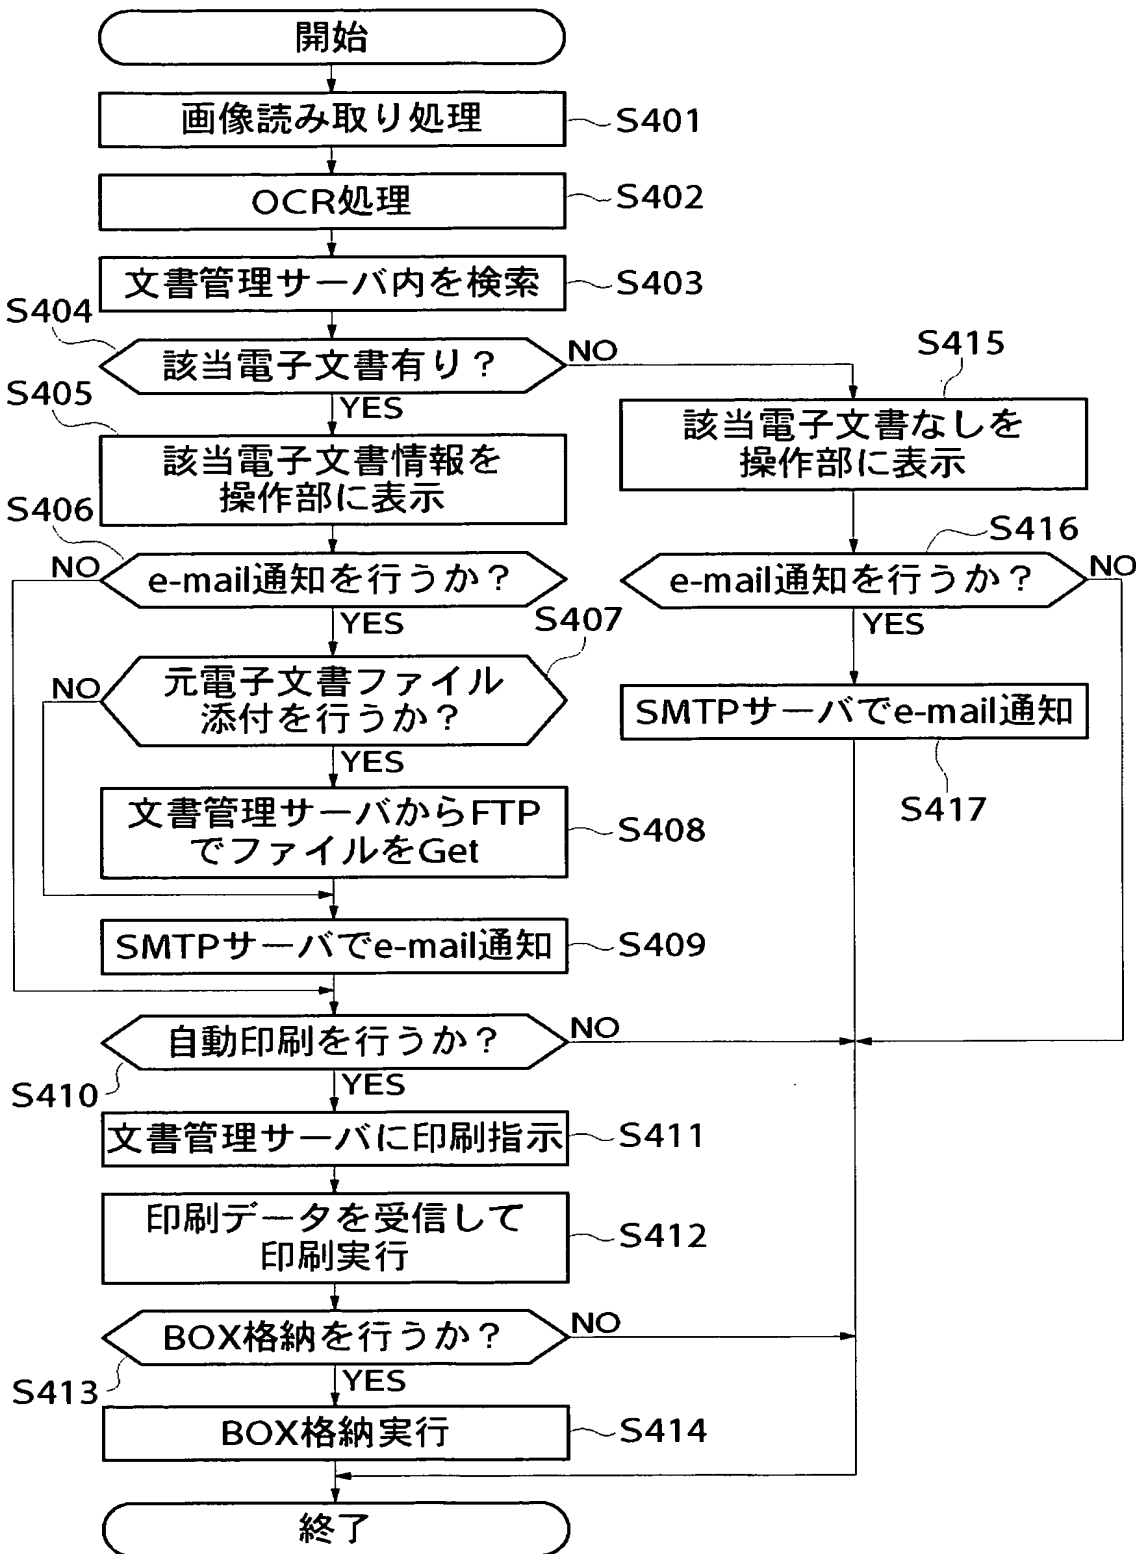 開始
画像読み取り処理
S401
OCR処理
S402
文書管理サーバ内を検索
S403
S404
該当電子文書有り？
NO
YES
S405
該当電子文書情報を
操作部に表示
S415
該当電子文書なしを
操作部に表示
S406
NO
e-mail通知を行うか？
YES
S416
e-mail通知を行うか？
NO
YES
S407
NO
元電子文書ファイル
添付を行うか？
YES
SMTPサーバでe-mail通知
S417
文書管理サーバからFTP
でファイルをGet
S408
SMTPサーバでe-mail通知
S409
自動印刷を行うか？
NO
S410
YES
文書管理サーバに印刷指示
S411
印刷データを受信して
印刷実行
S412
BOX格納を行うか？
NO
S413
YES
BOX格納実行
S414
終了